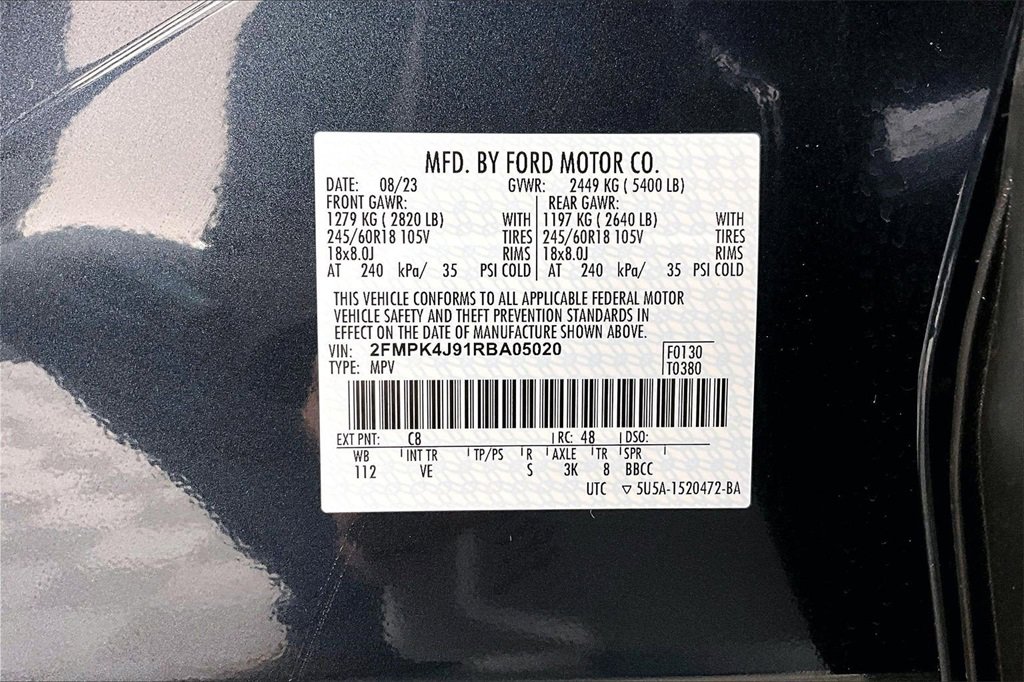 MFD. BY FORD MOTOR CO.
DATE: 08/23 GVWR: 2449 KG ( 5400 LB)
FRONT GAWR: REAR GAWR:
1279 KG ( 2820 LB) WITH 1197 KG ( 2640 LB) WITH
245/60R18 105V TIRES 245/60R18 105V TIRES
18x8.0J RIMS 18x8.0J RIMS
AT 240 kPa/ 35 PSI COLD AT 240 kPa/ 35 PSI COLD
THIS VEHICLE CONFORMS TO ALL APPLICABLE FEDERAL MOTOR
VEHICLE SAFETY AND THEFT PREVENTION STANDARDS IN
EFFECT ON THE DATE OF MANUFACTURE SHOWN ABOVE.
VIN: 2FMPK4J91RBA05020 F0130
TYPE: MPV T0380
EXT PNT: C8 RC: 48 DSO:
WB INT TR TP/PS R AXLE TR SPR
112 VE S 3K 8 BBCC
UTC ▽ 5U5A-1520472-BA